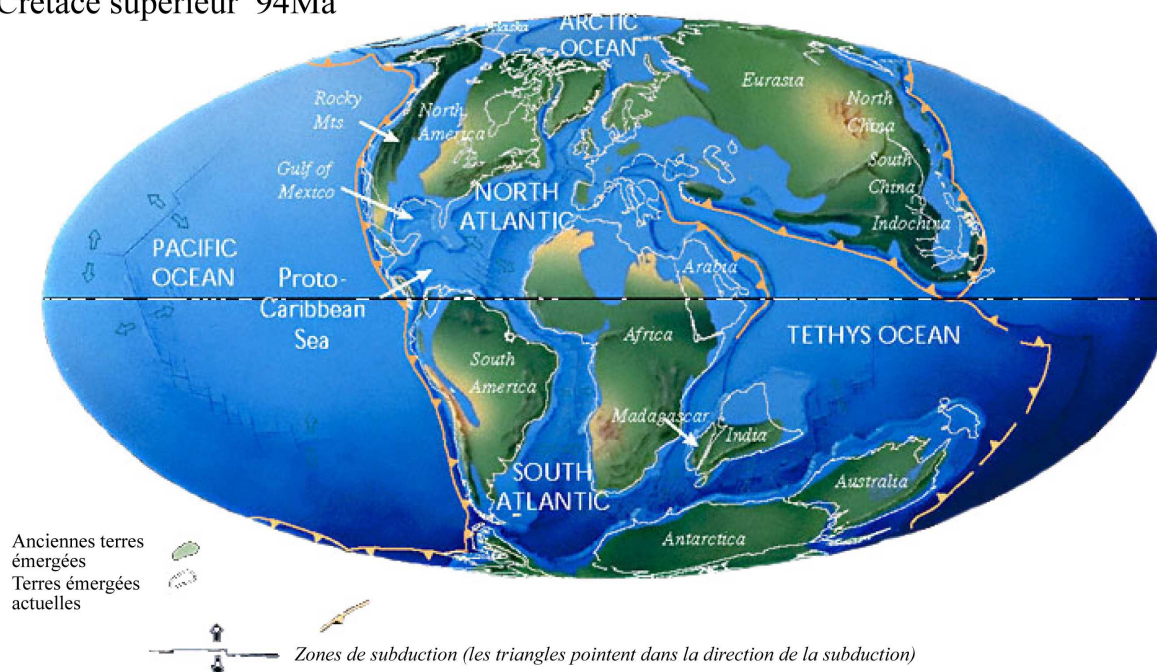 Crétacé supérieur 94Ma
Alaska
ARCTIC
OCEAN
Eurasia
Rocky
Mts.
North
America
North
China
Gulf of
Mexico
South
China
NORTH
ATLANTIC
Indochina
PACIFIC
OCEAN
Proto-
Caribbean
Sea
Arabia
Africa
TETHYS OCEAN
South
America
Madagascar
India
SOUTH
ATLANTIC
Australia
Antarctica
Anciennes terres
émergées
Terres émergées
actuelles
Zones de subduction (les triangles pointent dans la direction de la subduction)